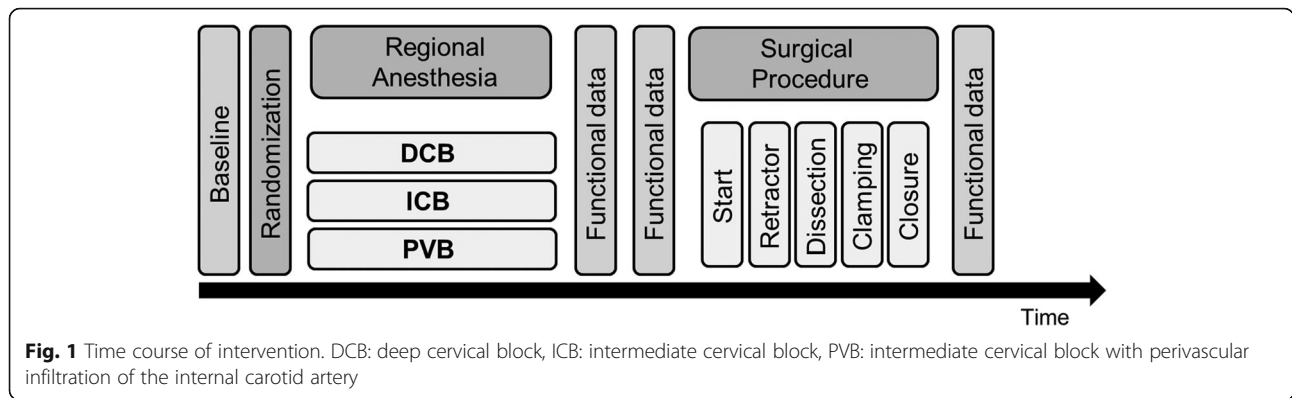 Baseline
Randomization
Regional
Anesthesia
DCB
ICB
PVB
Functional data
Functional data
Surgical
Procedure
Start
Retractor
Dissection
Clamping
Closure
Functional data
Time
Fig. 1 Time course of intervention. DCB: deep cervical block, ICB: intermediate cervical block, PVB: intermediate cervical block with perivascular
infiltration of the internal carotid artery